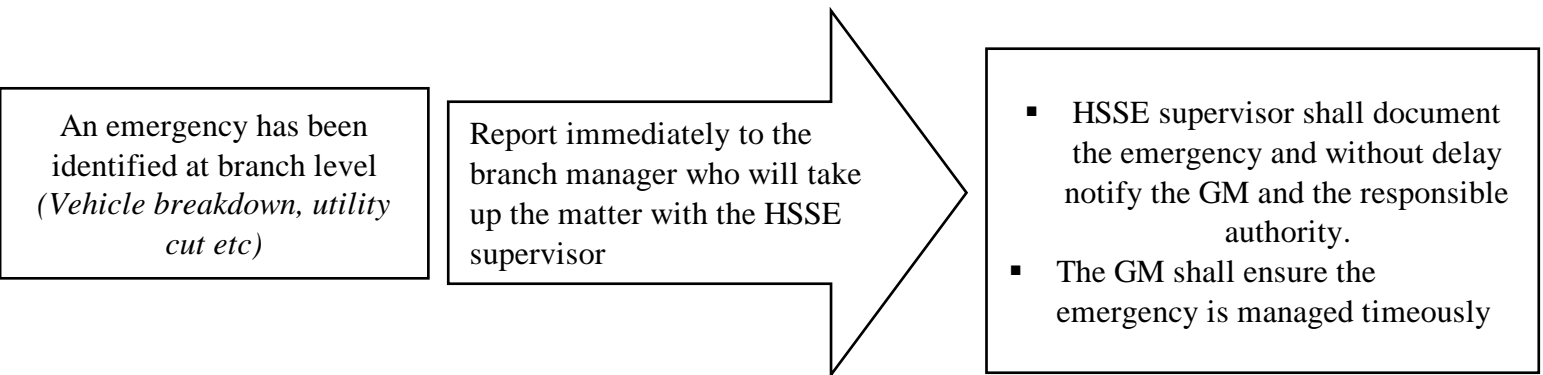 An emergency has been
identified at branch level
(Vehicle breakdown, utility
cut etc)
Report immediately to the
branch manager who will take
up the matter with the HSSE
supervisor
▪ HSSE supervisor shall document
the emergency and without delay
notify the GM and the responsible
authority.
▪ The GM shall ensure the
emergency is managed timeously